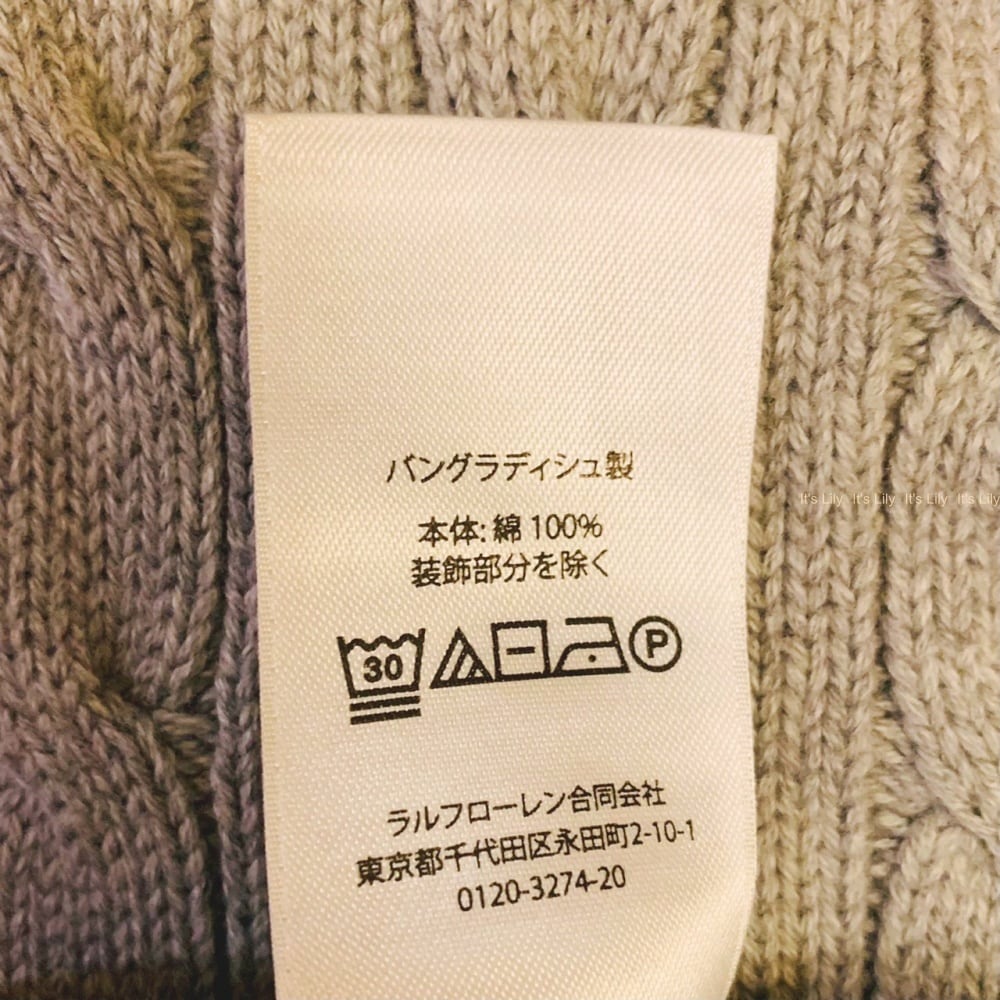 バングラディシュ製
本体: 綿 100%
装飾部分を除く
30
P
ラルフローレン合同会社
東京都千代田区永田町2-10-1
0120-3274-20
It's Lily It's Lily It's Lily It's Lily